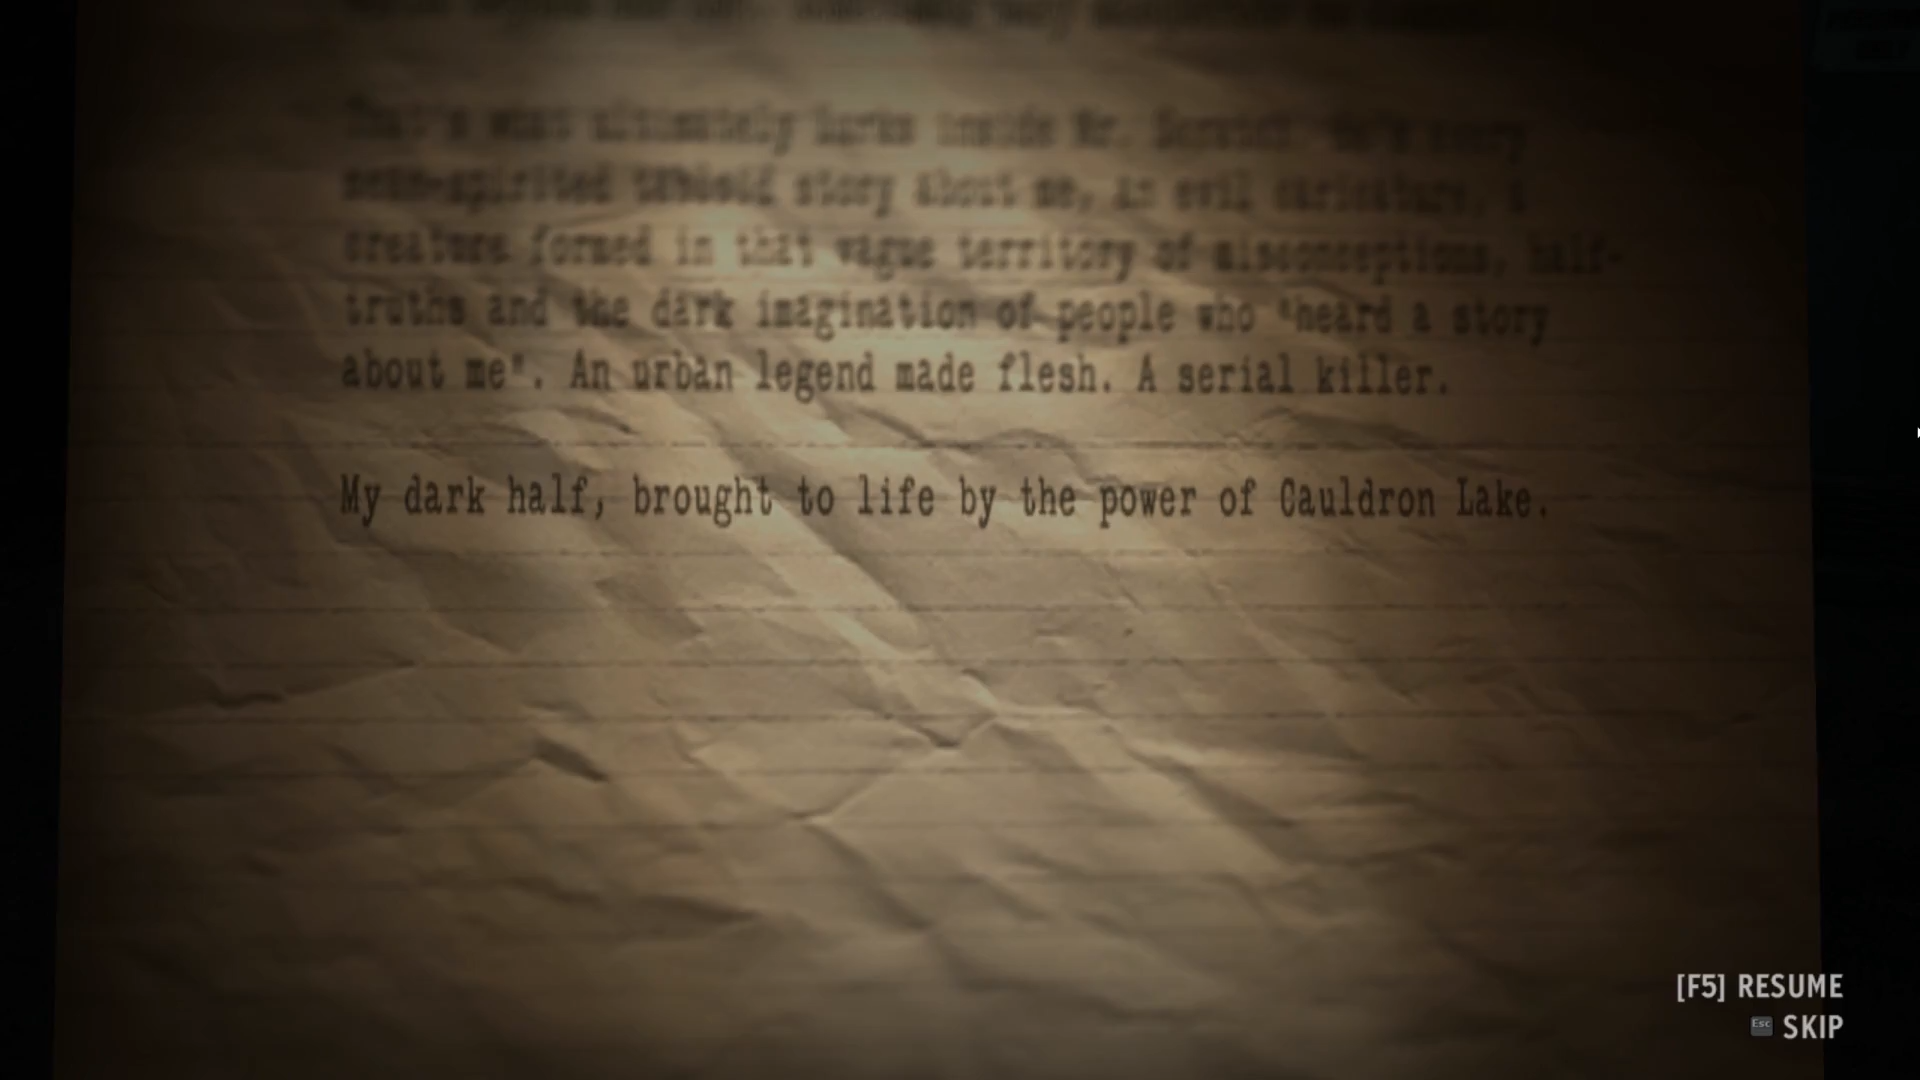 That's what ultimately lurks inside Mr. Scratch. He's every
mean-spirited tabloid story about me, an evil caricature, a
creature formed in that vague territory of misconceptions, half-
truths and the dark imagination of people who "heard a story
about me". An urban legend made flesh. A serial killer.
My dark half, brought to life by the power of Cauldron Lake.
[F5] RESUME
Esc SKIP